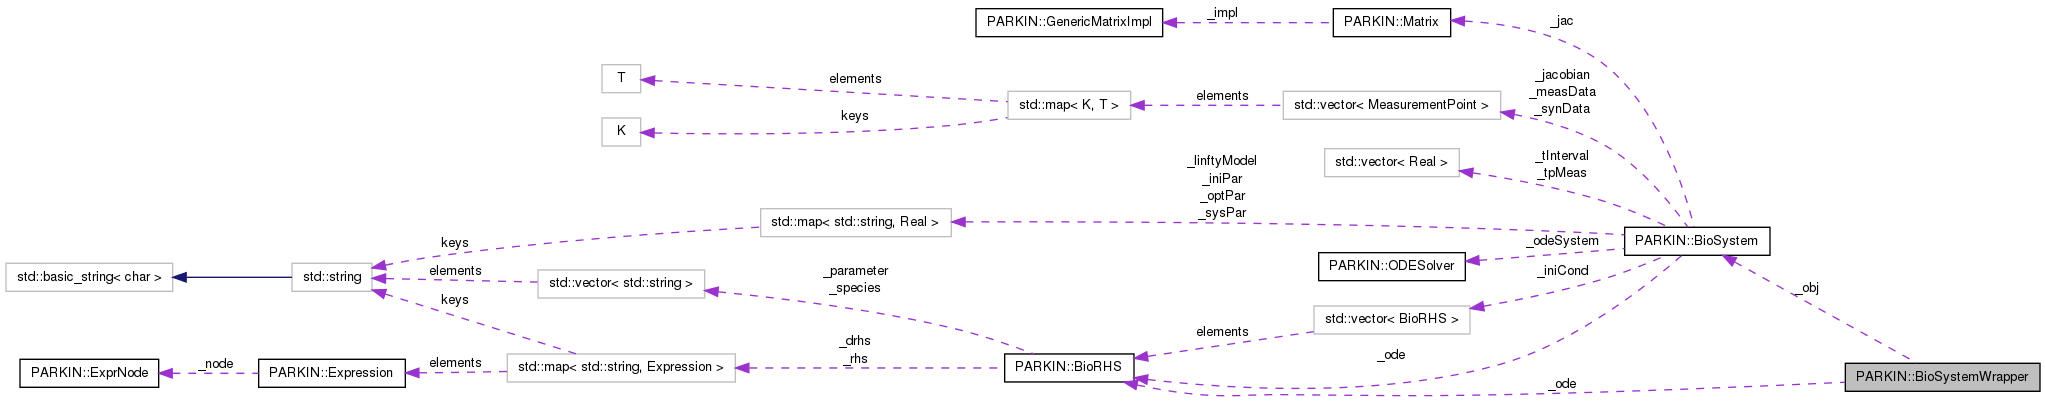 PARKIN::GenericMatrixImpl
_impl
PARKIN::Matrix
_jac
T
elements
std::map< K, T >
elements
std::vector< MeasurementPoint >
_jacobian
_measData
_synData
K
keys
std::vector< Real >
_tInterval
_tpMeas
_linftyModel
_iniPar
_optPar
_sysPar
std::map< std::string, Real >
keys
PARKIN::BioSystem
_odeSystem
PARKIN::ODESolver
std::basic_string< char >
std::string
elements
std::vector< std::string >
_parameter
_species
_iniCond
_obj
keys
std::vector< BioRHS >
elements
_drhs
_rhs
_ode
PARKIN::ExprNode
_node
PARKIN::Expression
elements
std::map< std::string, Expression >
PARKIN::BioRHS
_ode
PARKIN::BioSystemWrapper